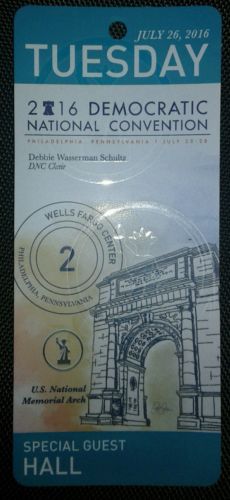 JULY 26, 2016
TUESDAY
2016 DEMOCRATIC
NATIONAL CONVENTION
PHILADELPHIA, PENNSYLVANIA | JULY 25-28
Debbie Wasserman Schultz
DNC Chair
WELLS FARGO CENTER
2
PHILADELPHIA, PENNSYLVANIA
U.S. National
Memorial Arch
SPECIAL GUEST
HALL